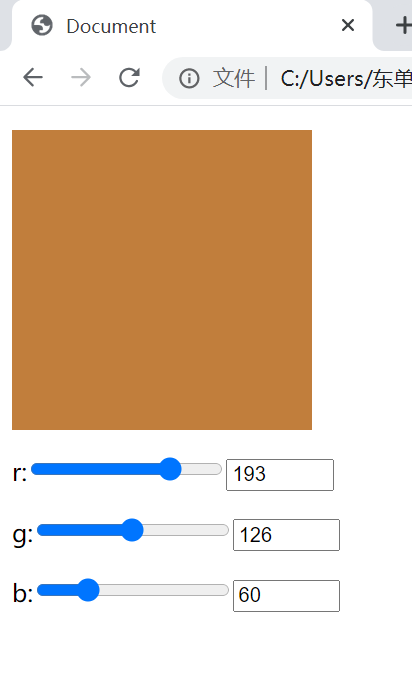 Document
文件 C:/Users/东单
r: 193
g: 126
b: 60